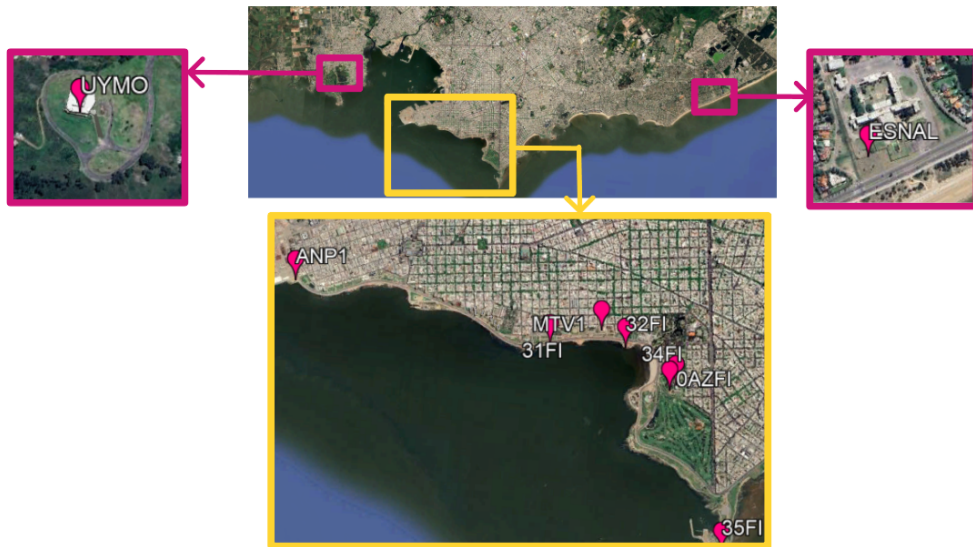 UYMO
ESNAL
ANP1
MTV1
32FI
31FI
34FI
0AZFI
35FI